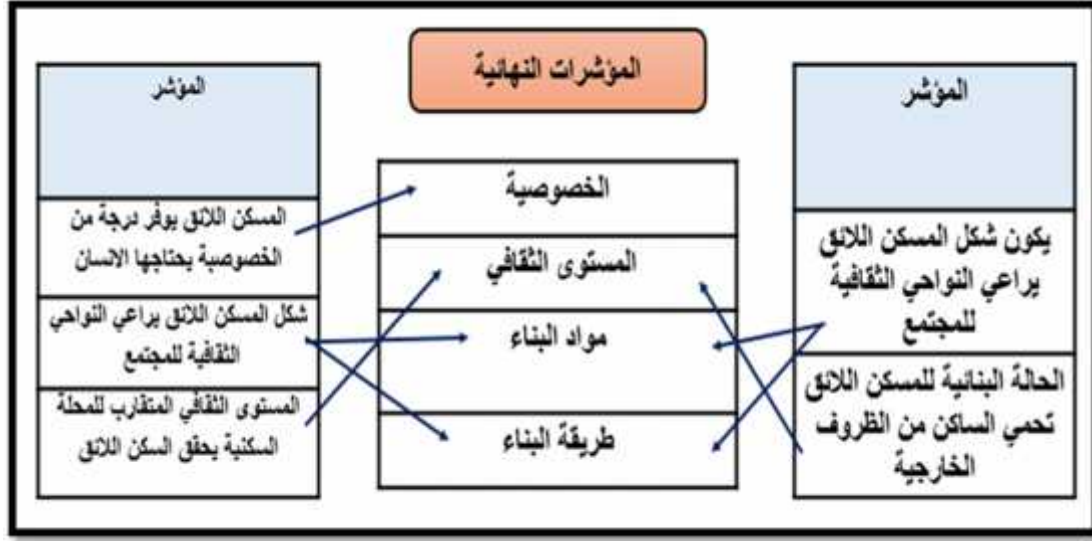 المؤشرات النهائية
المؤشر
يكون شكل المسكن اللائق
يراعي النواحي الثقافية
للمجتمع
الحالة البنائية للمسكن اللائق
تحمي الساكن من الظروف
الخارجية
الخصوصية
المستوى الثقافي
مواد البناء
طريقة البناء
المؤشر
المسكن اللائق يوفر درجة من
الخصوصية يحتاجها الانسان
شكل المسكن اللائق يراعي النواحي
الثقافية للمجتمع
المستوى الثقافي المتقارب للمحلة
السكنية يحقق السكن اللائق